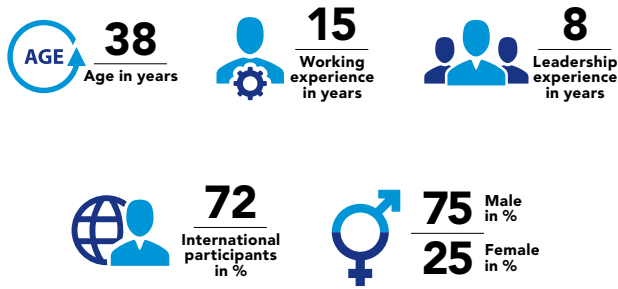 AGE
38
Age in years
15
Working
experience
in years
8
Leadership
experience
in years
72
International
participants
in %
75 Male
in %
25 Female
in %